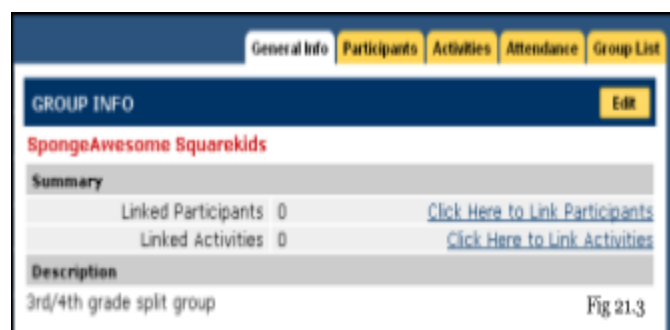 General Info Participants Activities Attendance Group List
GROUP INFO Edit
SpongeAwesome Squarekids
Summary
Linked Participants 0 Click Here to Link Participants
Linked Activities 0 Click Here to Link Activities
Description
3rd/4th grade split group Fig 21.3